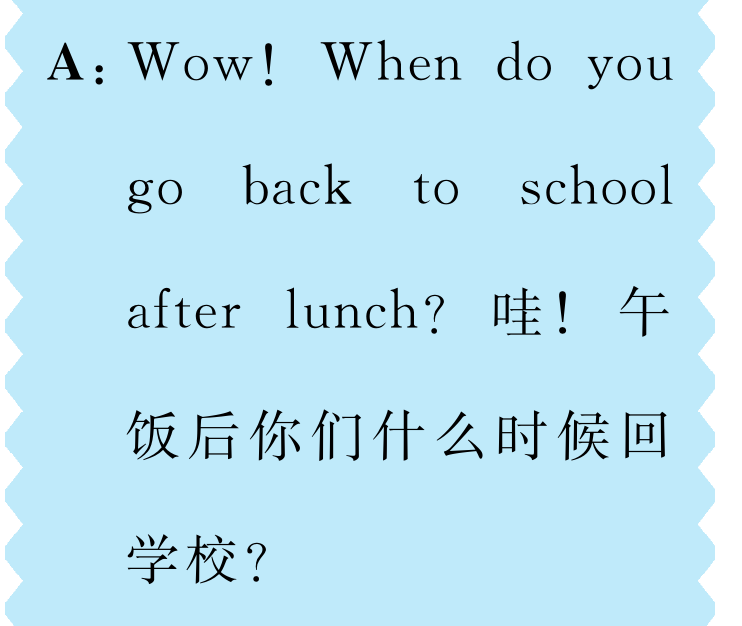 A：Wow！ When do you
go back to school
after lunch？ 哇！ 午
饭后你们什么时候回
学校？